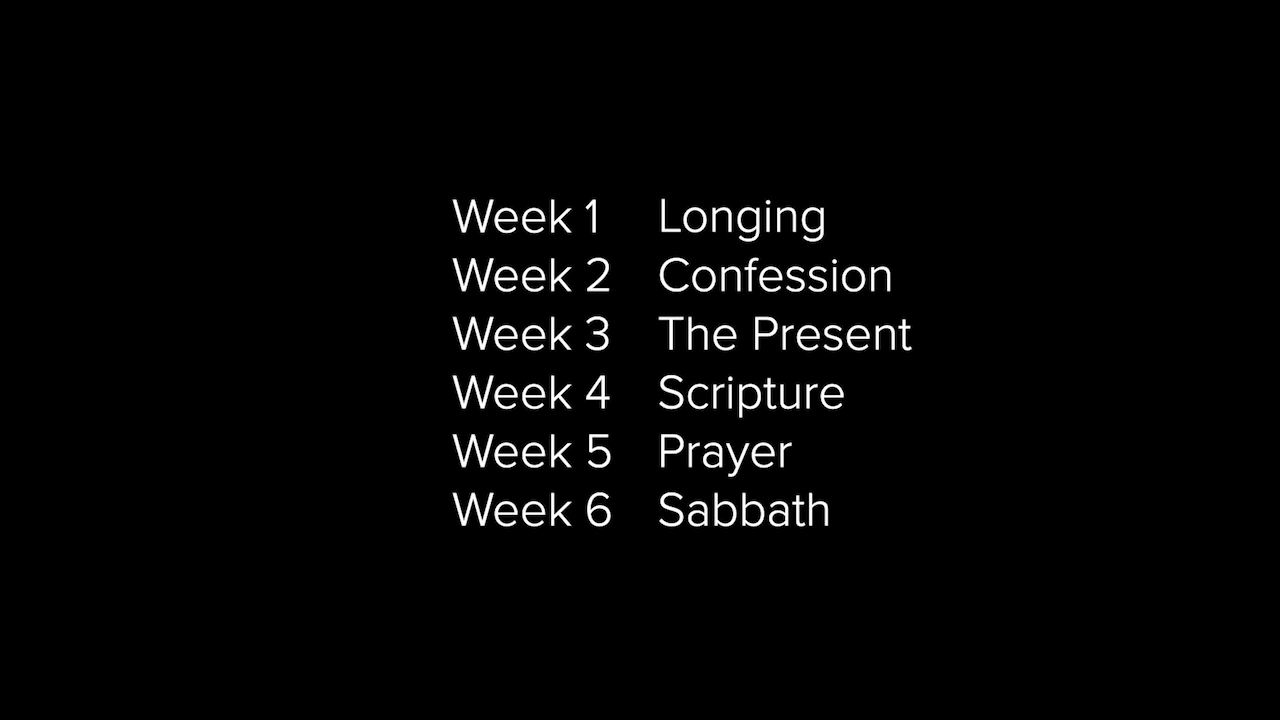 Week 1 Longing
Week 2 Confession
Week 3 The Present
Week 4 Scripture
Week 5 Prayer
Week 6 Sabbath